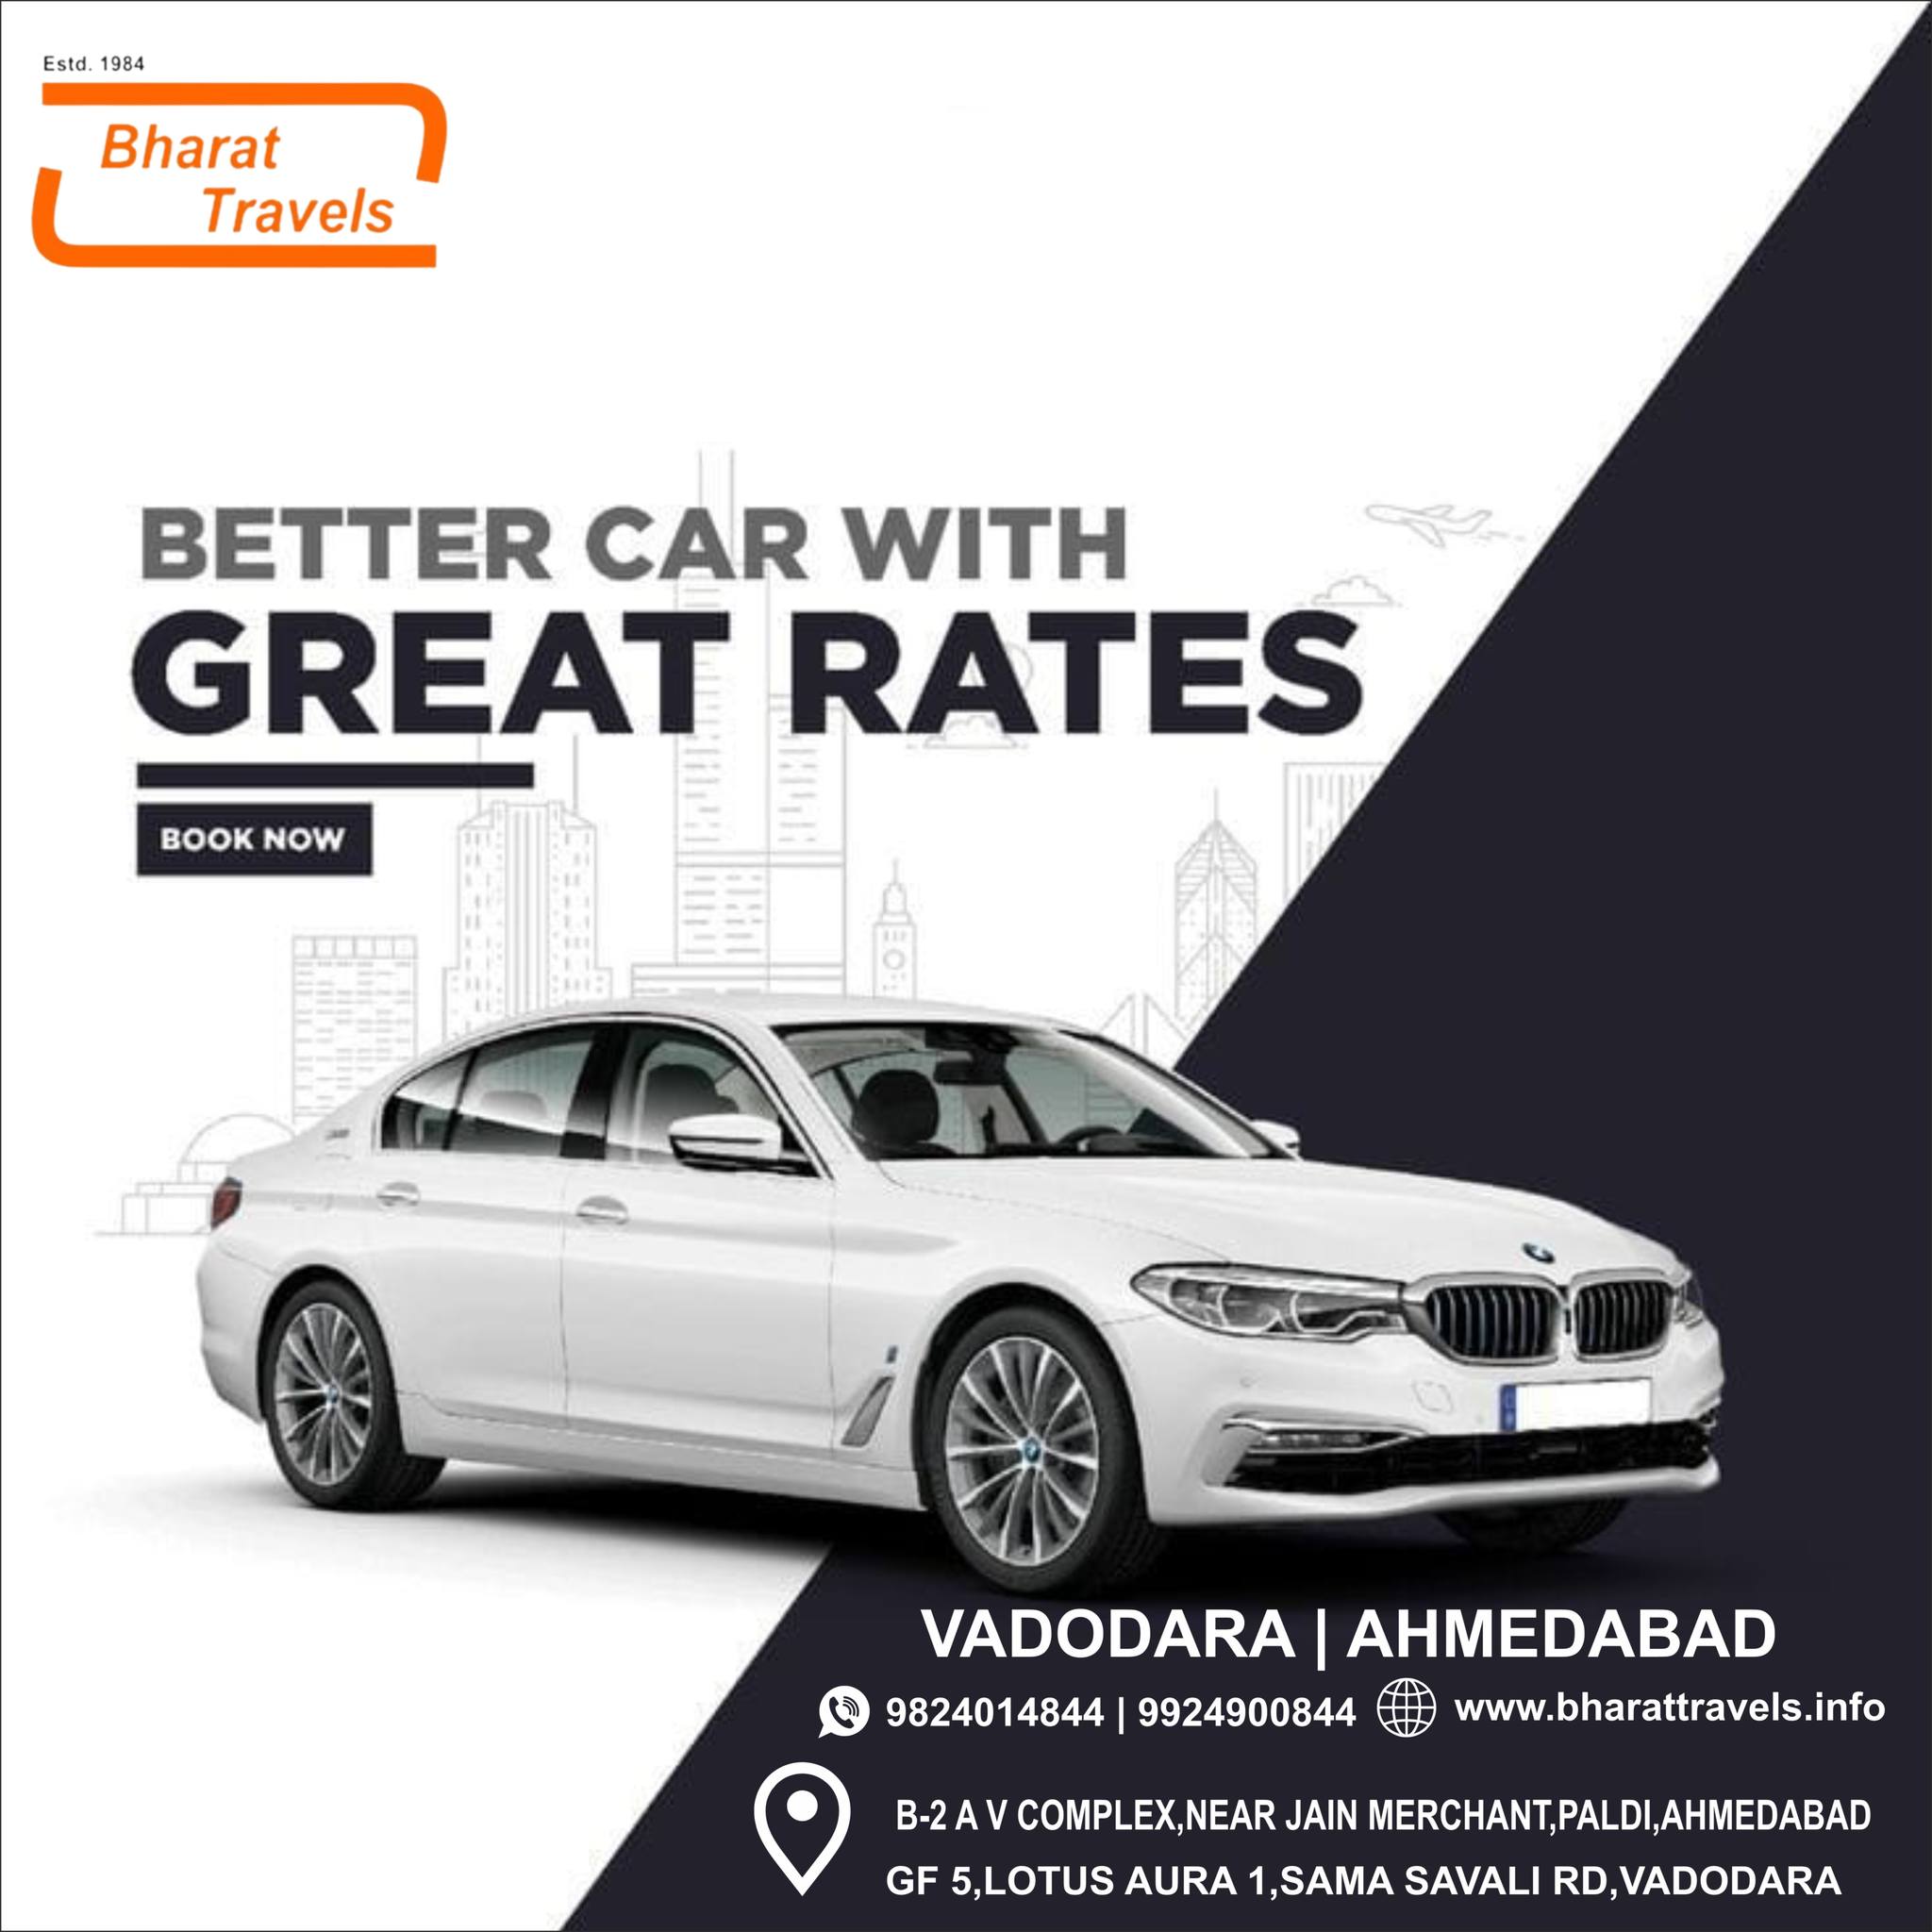 Estd. 1984
Bharat
Travels
BETTER CAR WITH
GREAT RATES
BOOK NOW
VADODARA | AHMEDABAD
9824014844 | 9924900844 www.bharattravels.info
B-2 A V COMPLEX,NEAR JAIN MERCHANT,PALDI,AHMEDABAD
GF 5,LOTUS AURA 1,SAMA SAVALI RD,VADODARA